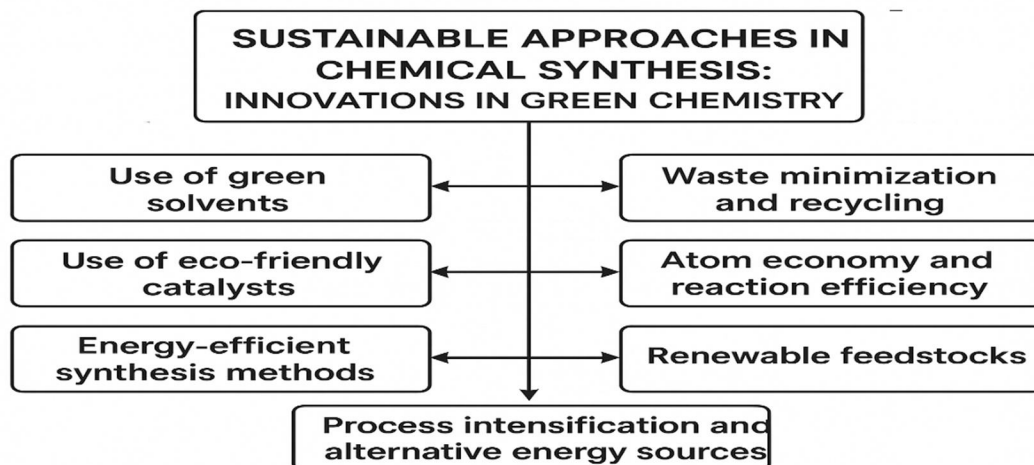 SUSTAINABLE APPROACHES IN
CHEMICAL SYNTHESIS:
INNOVATIONS IN GREEN CHEMISTRY
Use of green
solvents
Waste minimization
and recycling
Use of eco-friendly
catalysts
Atom economy and
reaction efficiency
Energy-efficient
synthesis methods
Renewable feedstocks
Process intensification and
alternative energy sources